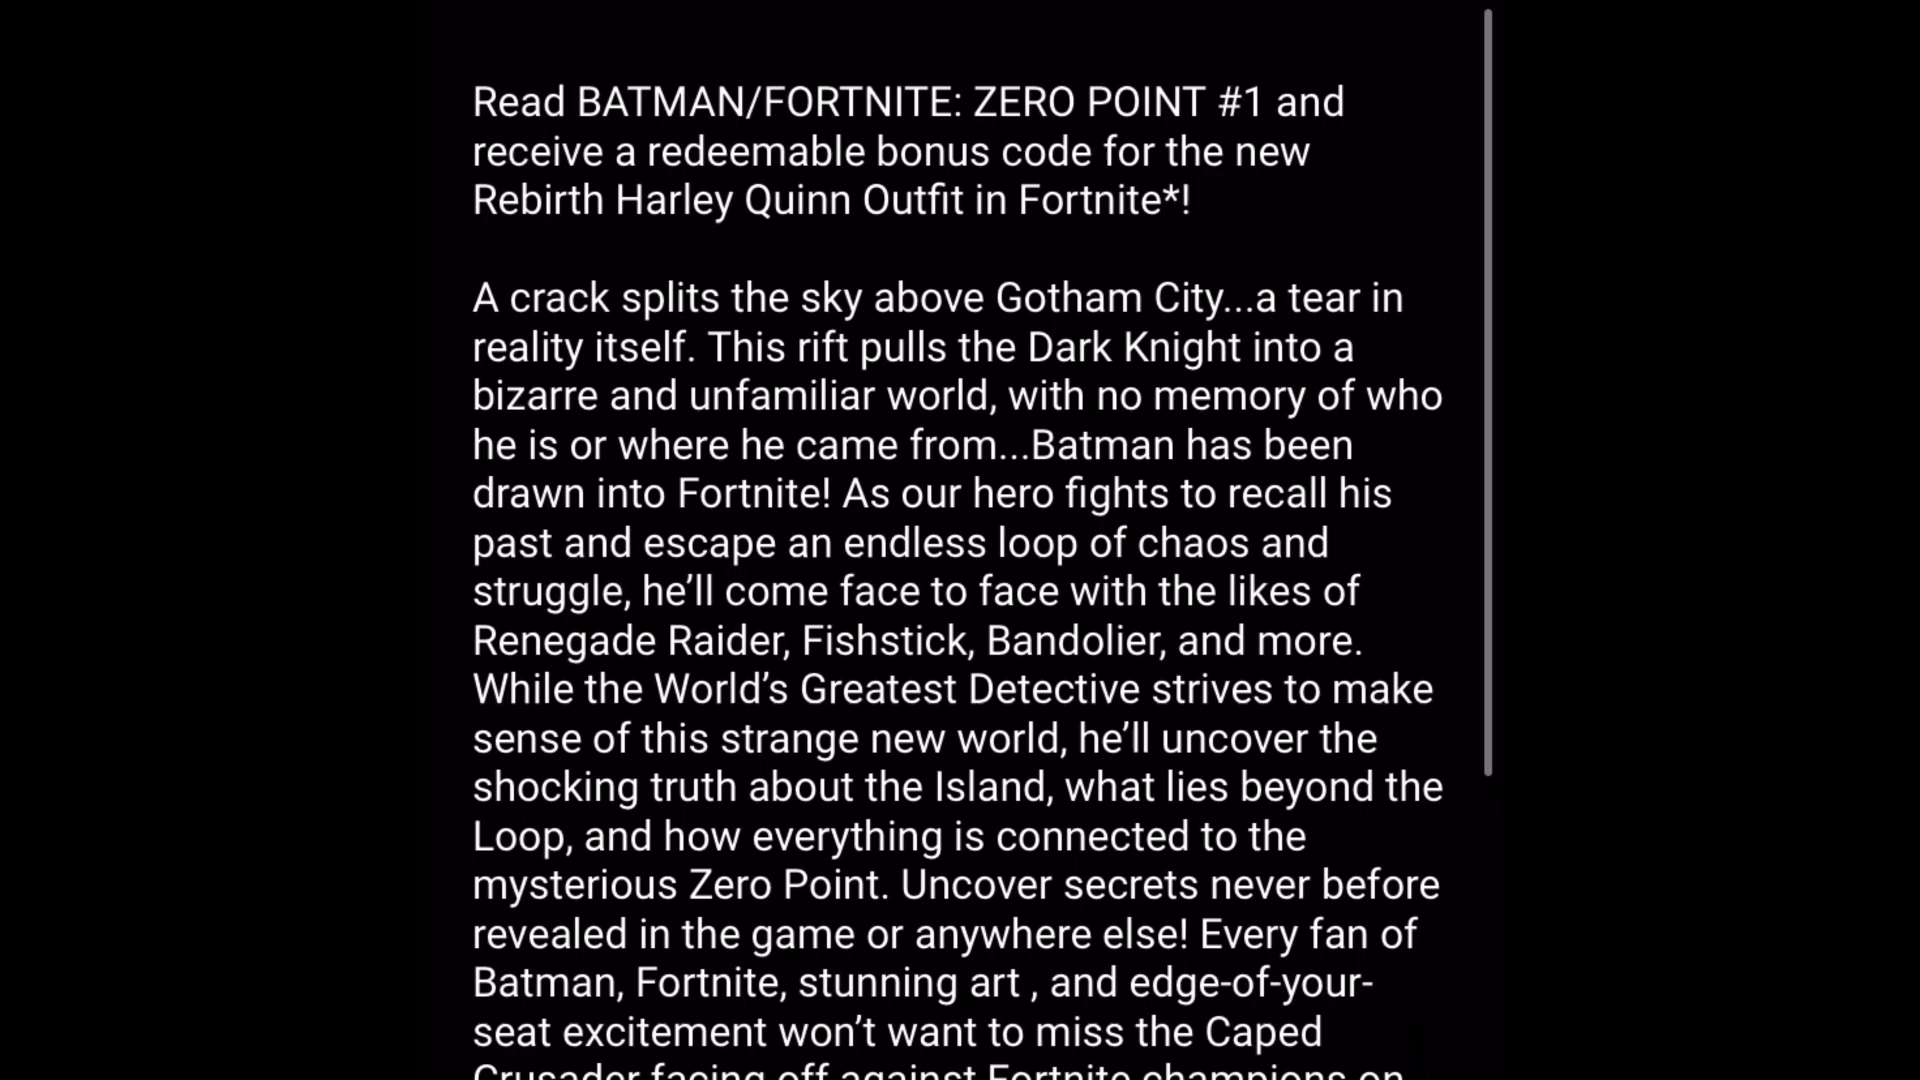 Read BATMAN/FORTNITE: ZERO POINT #1 and
receive a redeemable bonus code for the new
Rebirth Harley Quinn Outfit in Fortnite*!
A crack splits the sky above Gotham City...a tear in
reality itself. This rift pulls the Dark Knight into a
bizarre and unfamiliar world, with no memory of who
he is or where he came from...Batman has been
drawn into Fortnite! As our hero fights to recall his
past and escape an endless loop of chaos and
struggle, he’ll come face to face with the likes of
Renegade Raider, Fishstick, Bandolier, and more.
While the World’s Greatest Detective strives to make
sense of this strange new world, he’ll uncover the
shocking truth about the Island, what lies beyond the
Loop, and how everything is connected to the
mysterious Zero Point. Uncover secrets never before
revealed in the game or anywhere else! Every fan of
Batman, Fortnite, stunning art , and edge-of-your-
seat excitement won’t want to miss the Caped
Crusader facing off against Fortnite champions on